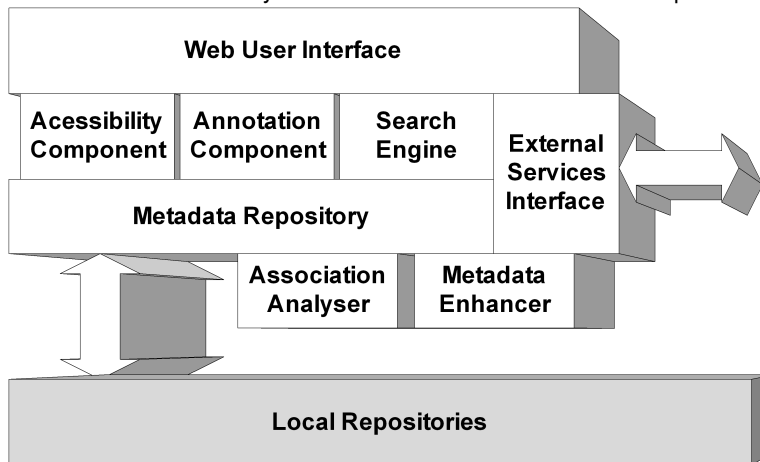 Web User Interface
Acessibility
Component
Annotation
Component
Search
Engine
External
Services
Interface
Metadata Repository
Association
Analyser
Metadata
Enhancer
Local Repositories